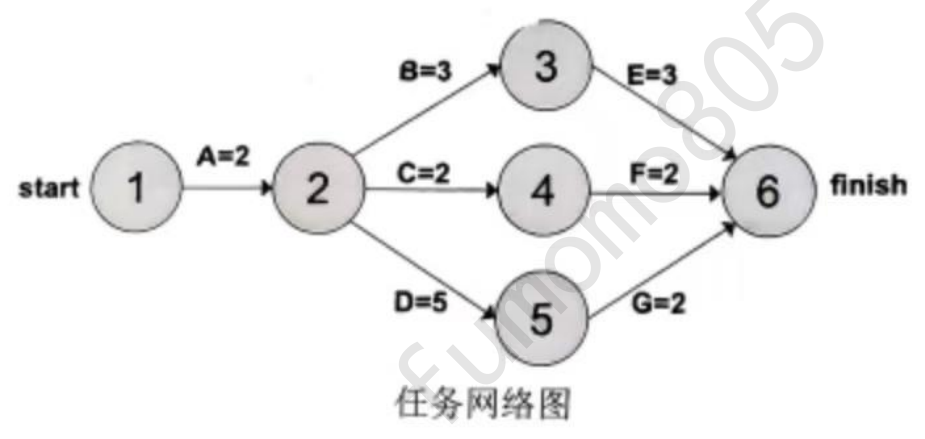 B=3
3
E=3
A=2
start
1
2
C=2
4
F=2
6
finish
D=5
5
G=2
任务网络图
fumomo805